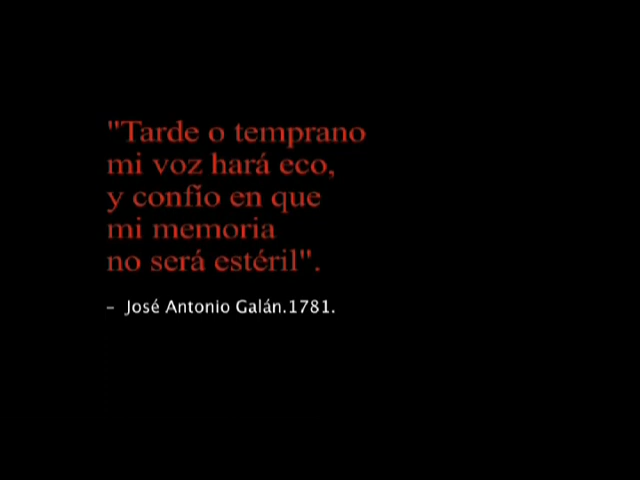 "Tarde o temprano
mi voz hará eco,
y confío en que
mi memoria
no será estéril".
- José Antonio Galán.1781.